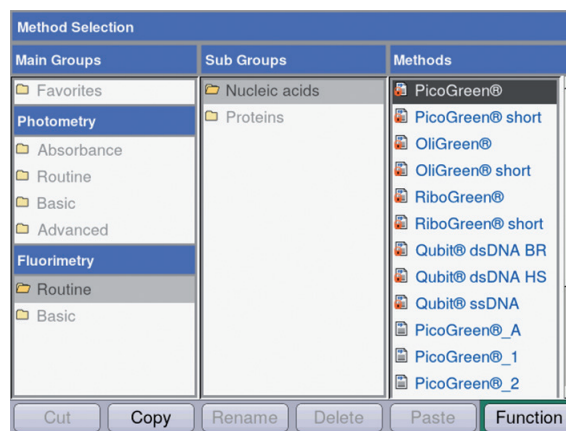 Method Selection
Main Groups
Sub Groups
Methods
Favorites
Photometry
Absorbance
Routine
Basic
Advanced
Fluorimetry
Routine
Basic
Nucleic acids
Proteins
PicoGreen®
PicoGreen® short
OliGreen®
OliGreen® short
RiboGreen®
RiboGreen® short
Qubit® dsDNA BR
Qubit® dsDNA HS
Qubit® ssDNA
PicoGreen®_A
PicoGreen®_1
PicoGreen®_2
Cut
Copy
Rename
Delete
Paste
Function